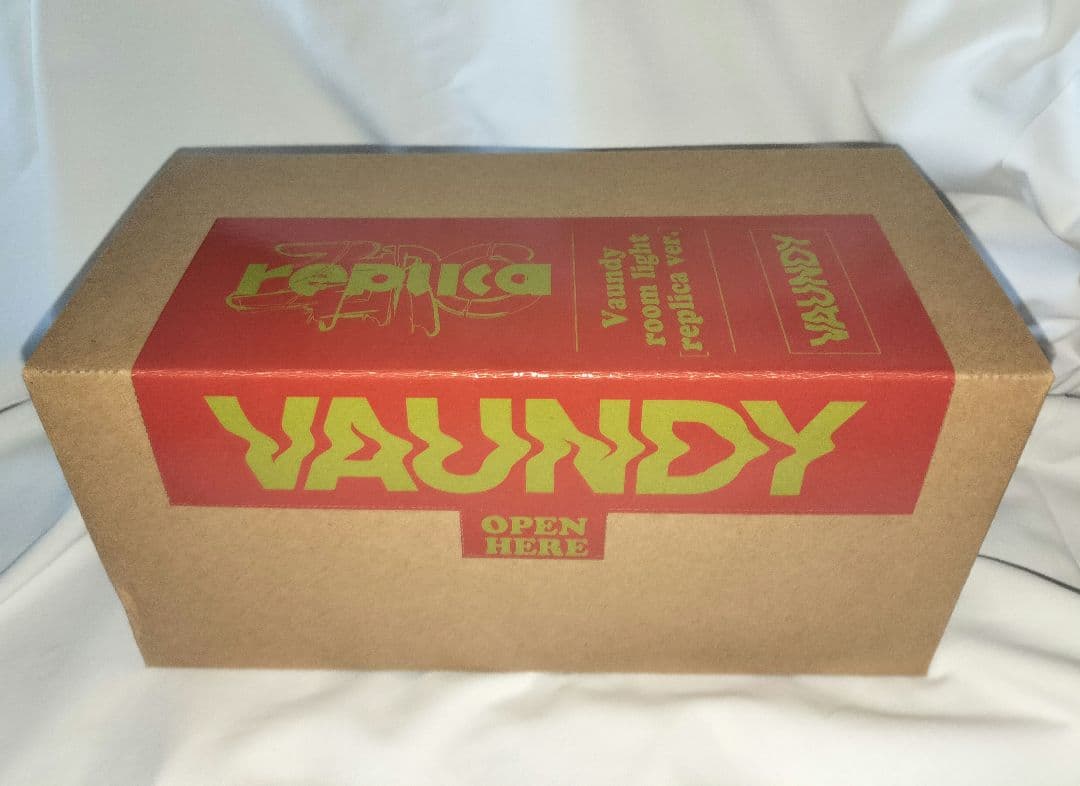 replica
Vaundy
room light
[replica ver.]
VAUNDY
VAUNDY
OPEN
HERE